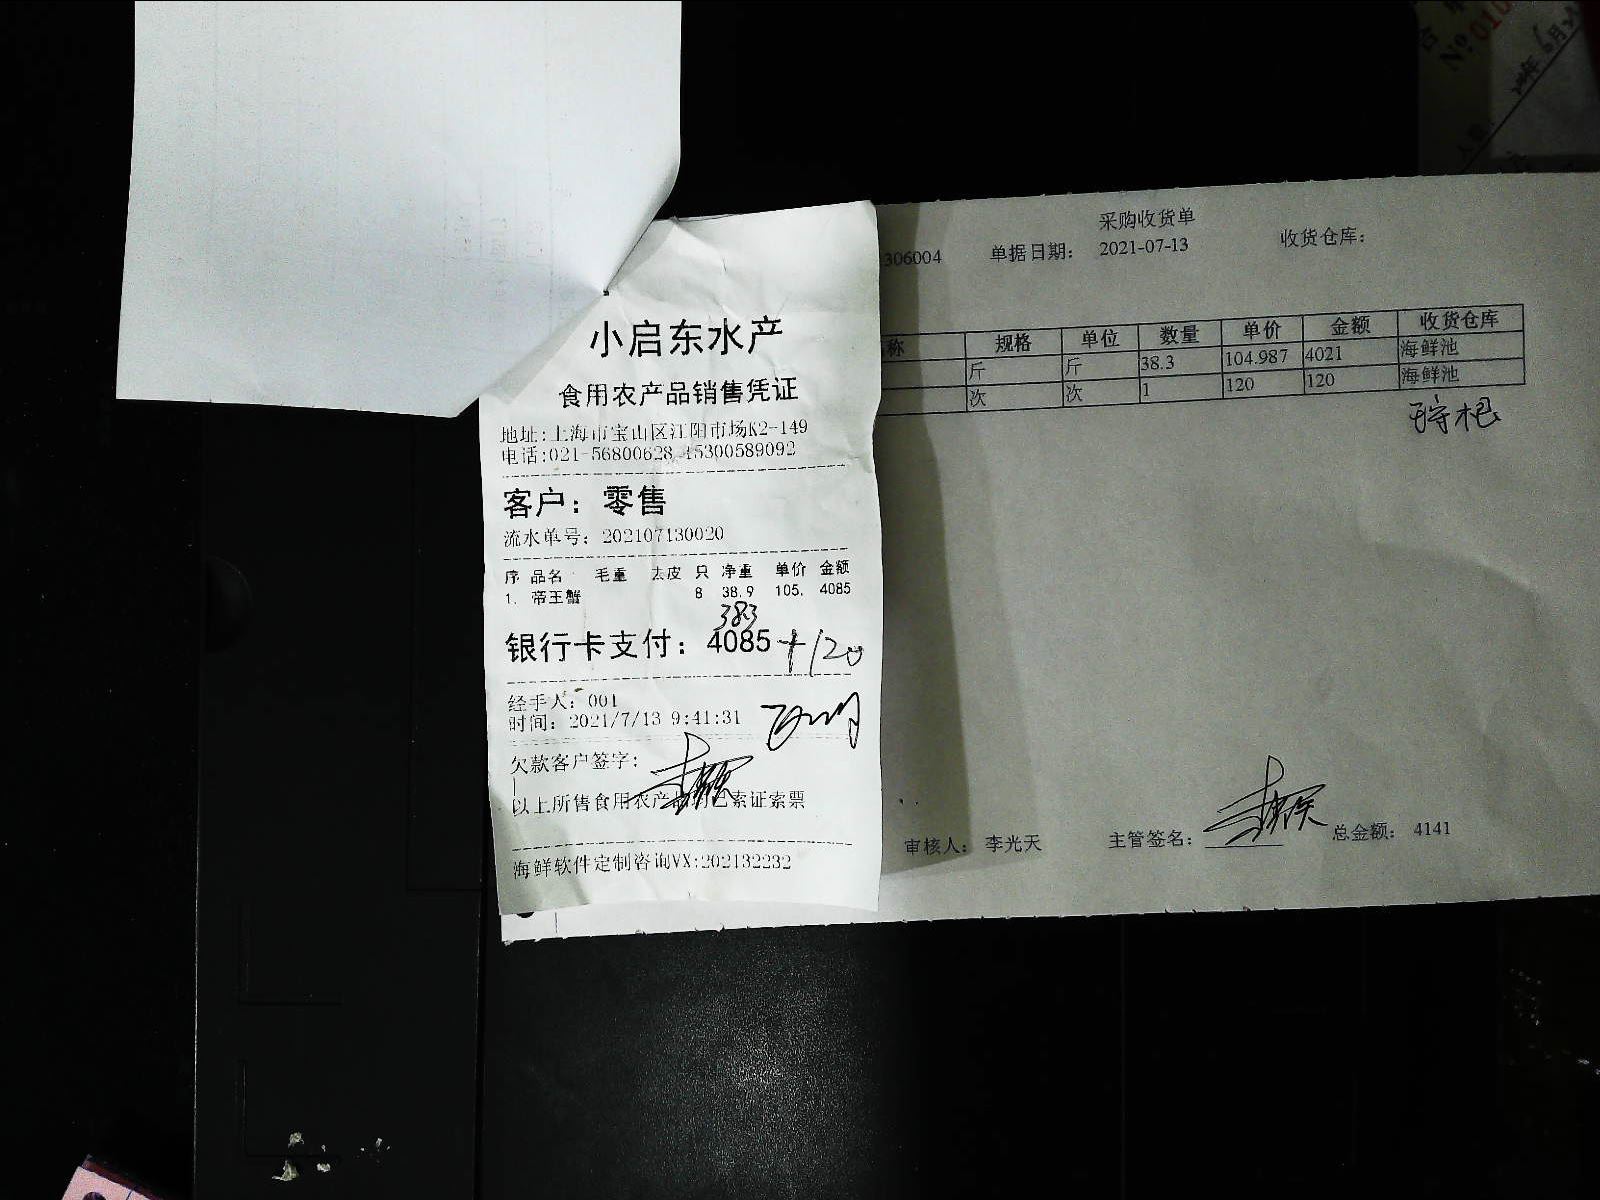 小启东水产
食用农产品销售凭证
地址:上海市宝山区江阳市场K2-149
电话:021-56800628 15300589092
客户：零售
流水单号：202107130020
序 品名 毛重 去皮 只 净重 单价 金额
1. 帝王蟹 8 38.9 105. 4085
383
银行卡支付：4085+120
经手人：001
时间：2021/7/13 9:41:31
欠款客户签字：
以上所售食用农产品均已索证索票
海鲜软件定制咨询VX:202132232
采购收货单
306004 单据日期： 2021-07-13 收货仓库：
称 规格 单位 数量 单价 金额 收货仓库
斤 斤 38.3 104.987 4021 海鲜池
次 次 1 120 120 海鲜池
审核人： 李光天 主管签名： 总金额： 4141
No 010